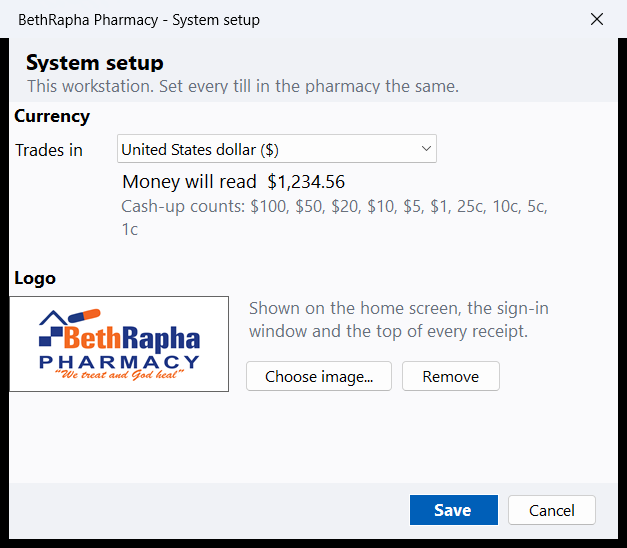 BethRapha Pharmacy - System setup
System setup
This workstation. Set every till in the pharmacy the same.
Currency
Trades in
United States dollar ($)
Money will read $1,234.56
Cash-up counts: $100, $50, $20, $10, $5, $1, 25c, 10c, 5c,
1c
Logo
BethRapha
PHARMACY
"We treat and God heal"
Shown on the home screen, the sign-in
window and the top of every receipt.
Choose image...
Remove
Save
Cancel